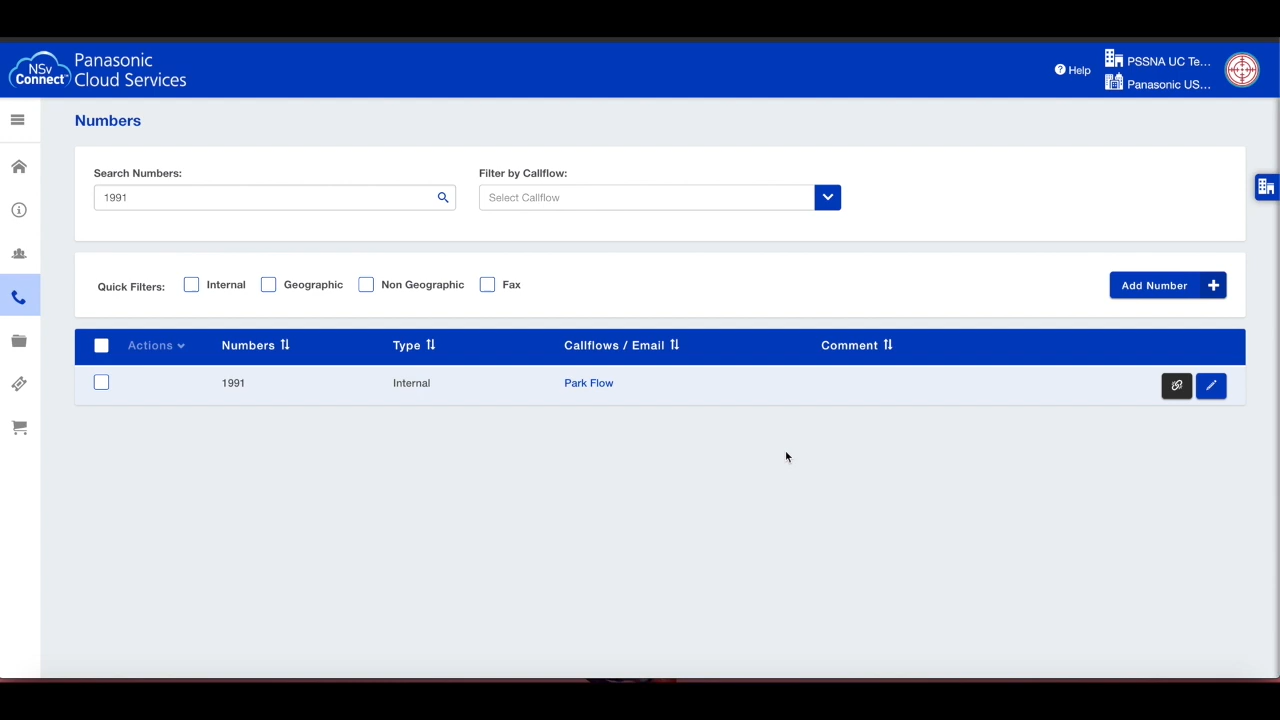 NSv
Connect™
Panasonic
Cloud Services
Help
PSSNA UC Te...
Panasonic US...
Numbers
Search Numbers:
Filter by Callflow:
1991
Select Callflow
Quick Filters:
Internal
Geographic
Non Geographic
Fax
Add Number
Actions
Numbers
Type
Callflows / Email
Comment
1991
Internal
Park Flow